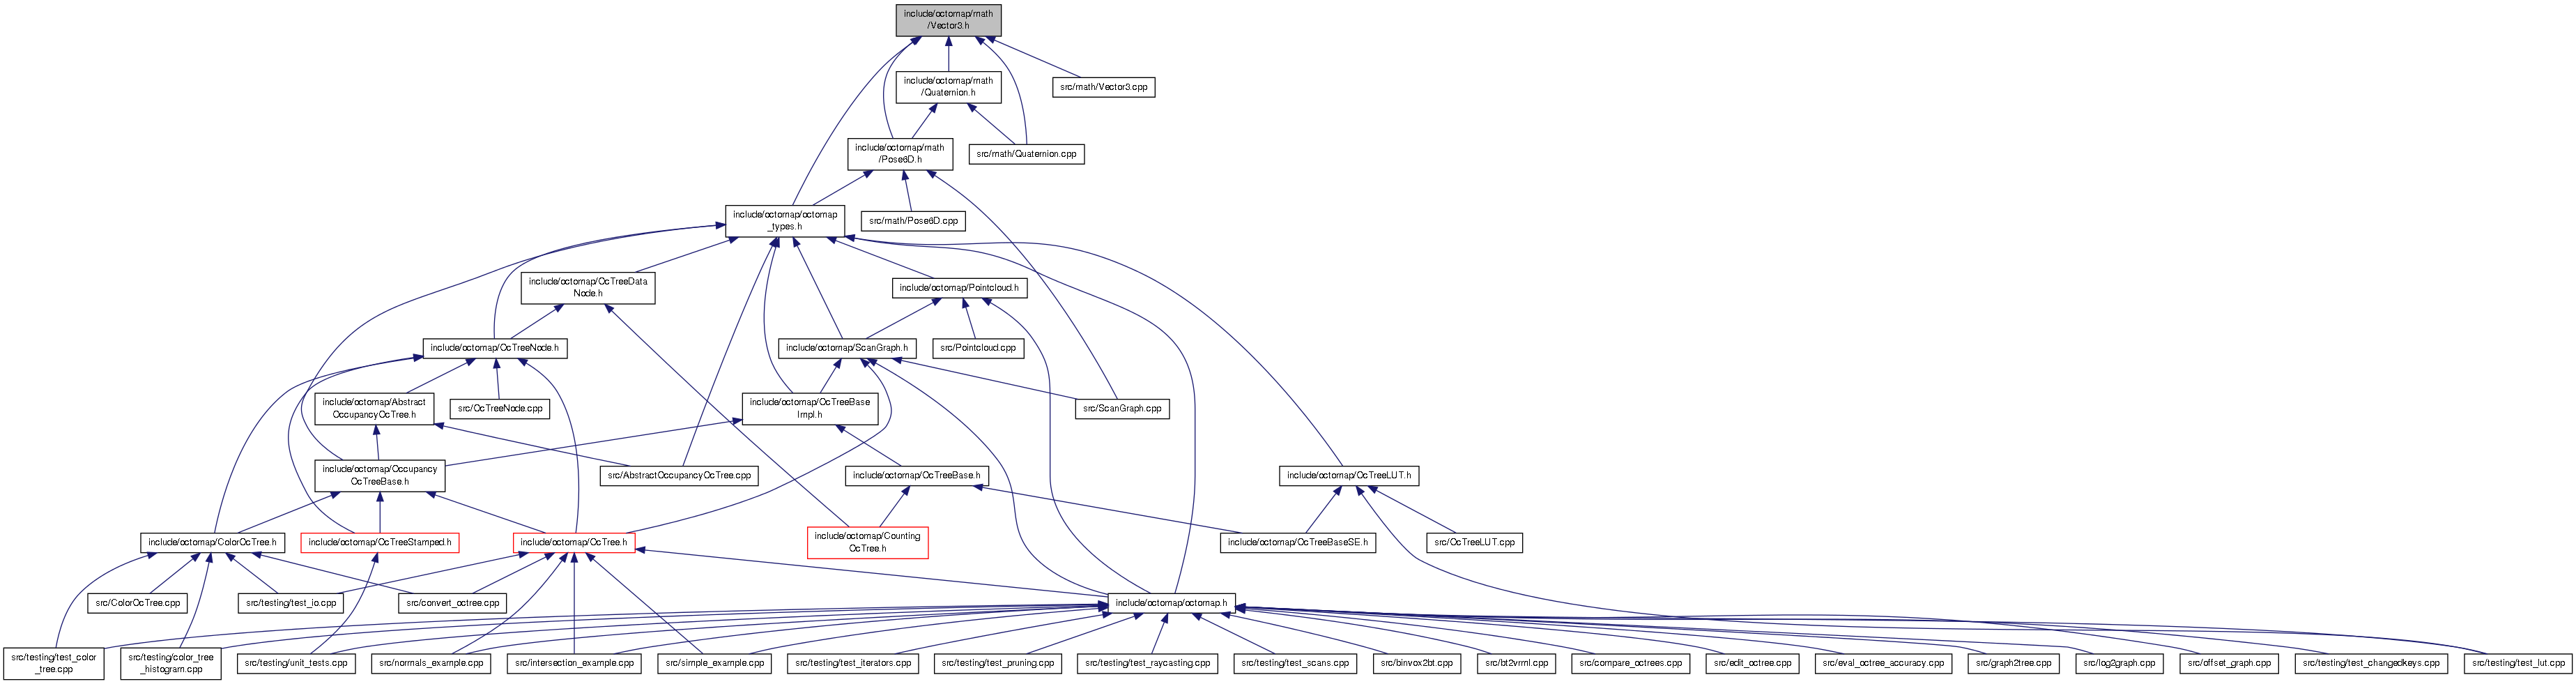 include/octomap/math
/Vector3.h
include/octomap/math
/Quaternion.h
src/math/Vector3.cpp
include/octomap/math
/Pose6D.h
src/math/Quaternion.cpp
include/octomap/octomap
_types.h
src/math/Pose6D.cpp
include/octomap/OcTreeData
Node.h
include/octomap/Pointcloud.h
include/octomap/OcTreeNode.h
include/octomap/ScanGraph.h
src/Pointcloud.cpp
include/octomap/Abstract
OccupancyOcTree.h
src/OcTreeNode.cpp
include/octomap/OcTreeBase
Impl.h
src/ScanGraph.cpp
include/octomap/Occupancy
OcTreeBase.h
src/AbstractOccupancyOcTree.cpp
include/octomap/OcTreeBase.h
include/octomap/OcTreeLUT.h
include/octomap/ColorOcTree.h
include/octomap/OcTreeStamped.h
include/octomap/OcTree.h
include/octomap/Counting
OcTree.h
include/octomap/OcTreeBaseSE.h
src/OcTreeLUT.cpp
src/ColorOcTree.cpp
src/testing/test_io.cpp
src/convert_octree.cpp
include/octomap/octomap.h
src/testing/test_color
_tree.cpp
src/testing/color_tree
_histogram.cpp
src/testing/unit_tests.cpp
src/normals_example.cpp
src/intersection_example.cpp
src/simple_example.cpp
src/testing/test_iterators.cpp
src/testing/test_pruning.cpp
src/testing/test_raycasting.cpp
src/testing/test_scans.cpp
src/binvox2bt.cpp
src/bt2vrml.cpp
src/compare_octrees.cpp
src/edit_octree.cpp
src/eval_octree_accuracy.cpp
src/graph2tree.cpp
src/log2graph.cpp
src/offset_graph.cpp
src/testing/test_changedkeys.cpp
src/testing/test_lut.cpp